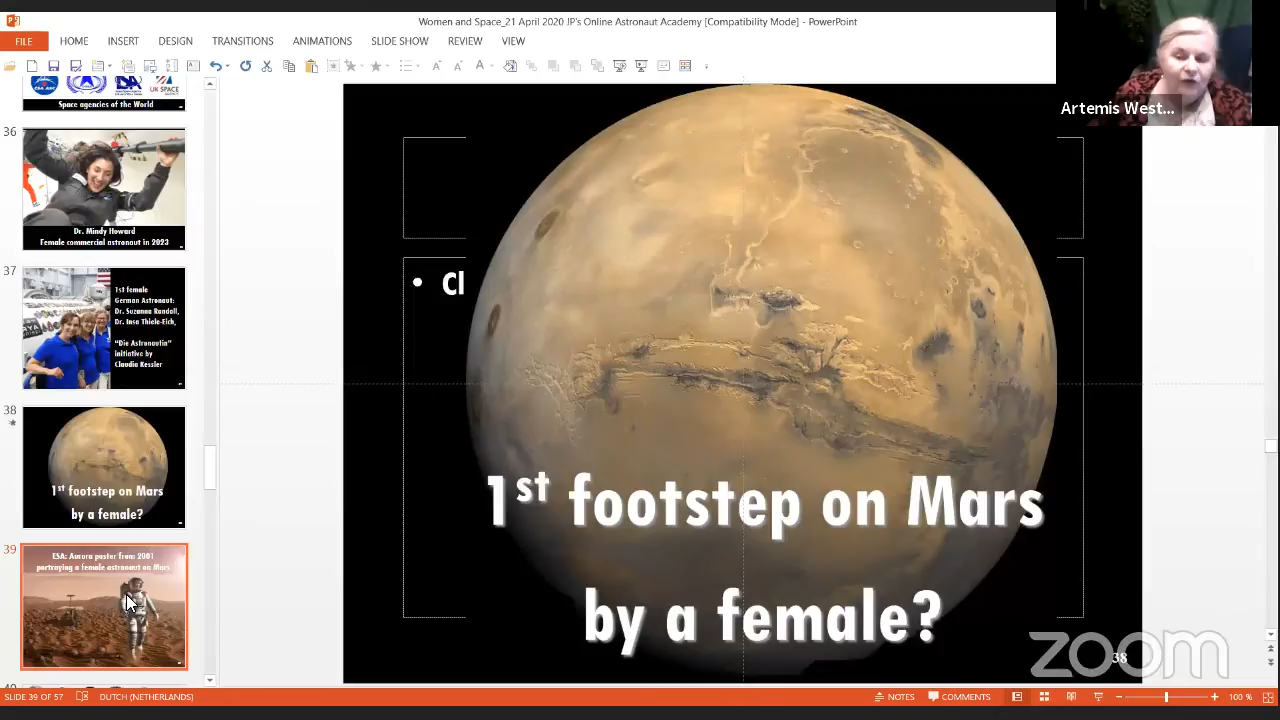 Women and Space_21 April 2020 JP's Online Astronaut Academy [Compatibility Mode] - PowerPoint
FILE HOME INSERT DESIGN TRANSITIONS ANIMATIONS SLIDE SHOW REVIEW VIEW
Artemis West...
CSA ASC UK SPACE
Space agencies of the World
36
Dr. Mindy Howard
Female commercial astronaut in 2023
37
1st female
German Astronaut:
Dr. Suzanna Randall,
Dr. Insa Thiele-Eich,
"Die Astronautin"
initiative by
Claudia Kessler
38
1st footstep on Mars
by a female?
39
ESA: Aurora poster from 2001
portraying a female astronaut on Mars
• Cl
1st footstep on Mars
by a female?
38
zoom
SLIDE 39 OF 57 DUTCH (NETHERLANDS) NOTES COMMENTS 100 %